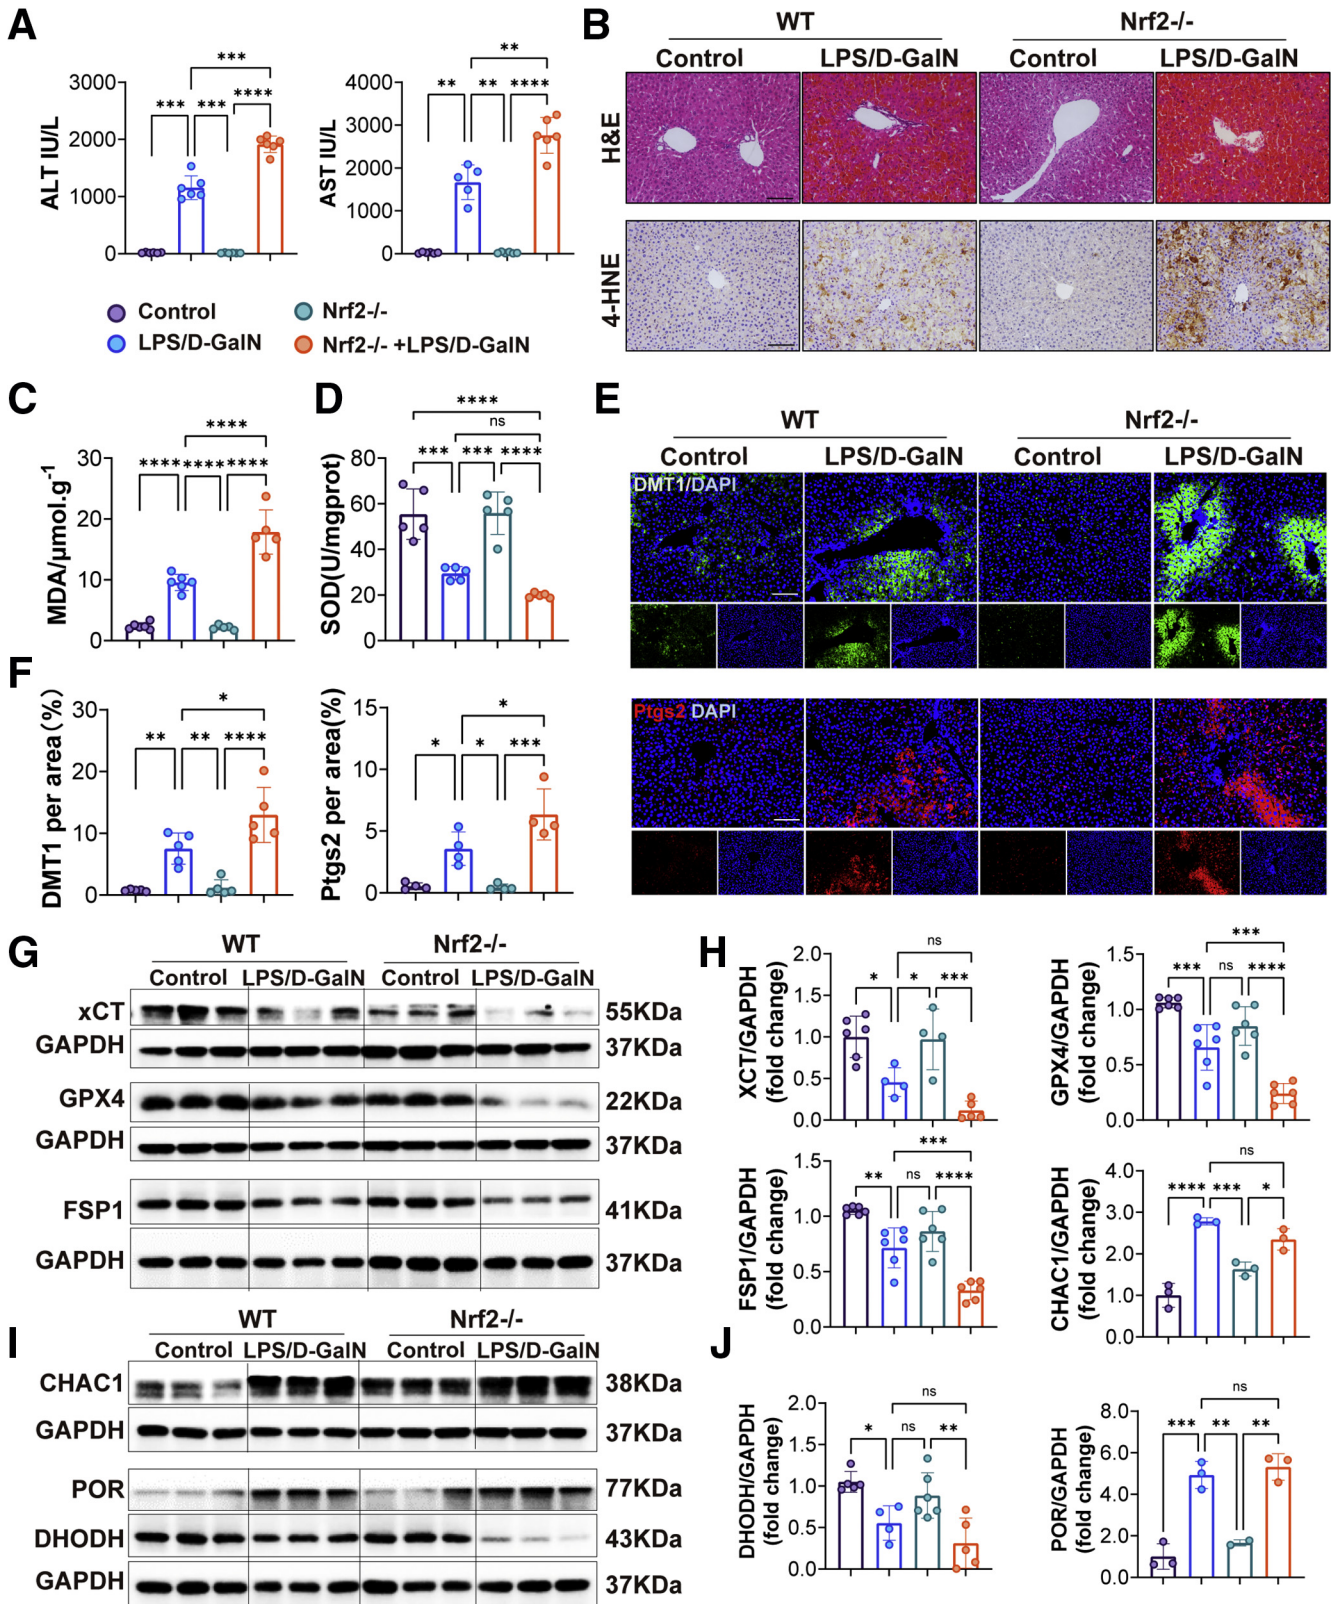 A
ALT IU/L
3000
2000
1000
0
***
***
***
****
AST IU/L
4000
3000
2000
1000
0
**
**
**
****
Control
Nrf2-/-
LPS/D-GalN
Nrf2-/- +LPS/D-GalN
B
WT
Nrf2-/-
Control
LPS/D-GalN
Control
LPS/D-GalN
H&E
4-HNE
C
MDA/μmol.g-1
30
20
10
0
****
****
****
****
D
SOD(U/mgprot)
80
60
40
20
0
****
ns
***
***
****
E
WT
Nrf2-/-
Control
LPS/D-GalN
Control
LPS/D-GalN
DMT1/DAPI
Ptgs2 DAPI
F
DMT1 per area(%)
30
20
10
0
*
**
**
****
Ptgs2 per area(%)
15
10
5
0
*
*
*
***
G
WT
Nrf2-/-
Control
LPS/D-GalN
Control
LPS/D-GalN
xCT
55KDa
GAPDH
37KDa
GPX4
22KDa
GAPDH
37KDa
FSP1
41KDa
GAPDH
37KDa
H
XCT/GAPDH
(fold change)
2.0
1.5
1.0
0.5
0.0
ns
*
*
***
GPX4/GAPDH
(fold change)
1.5
1.0
0.5
0.0
***
***
ns
****
FSP1/GAPDH
(fold change)
1.5
1.0
0.5
0.0
***
**
ns
****
CHAC1/GAPDH
(fold change)
4.0
3.0
2.0
1.0
0.0
ns
****
***
*
I
WT
Nrf2-/-
Control
LPS/D-GalN
Control
LPS/D-GalN
CHAC1
38KDa
GAPDH
37KDa
POR
77KDa
DHODH
43KDa
GAPDH
37KDa
J
DHODH/GAPDH
(fold change)
2.0
1.5
1.0
0.5
0.0
ns
*
ns
**
POR/GAPDH
(fold change)
8.0
6.0
4.0
2.0
0.0
ns
***
**
**